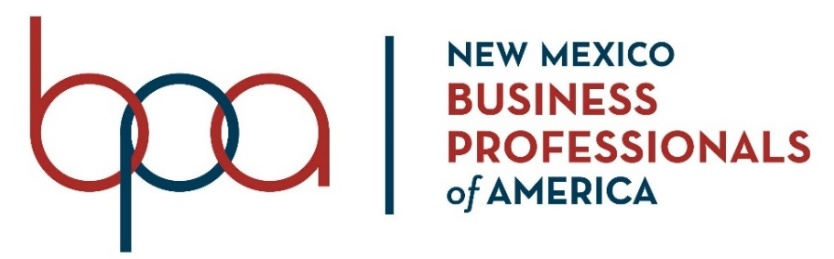 bpa
NEW MEXICO
BUSINESS
PROFESSIONALS
of AMERICA